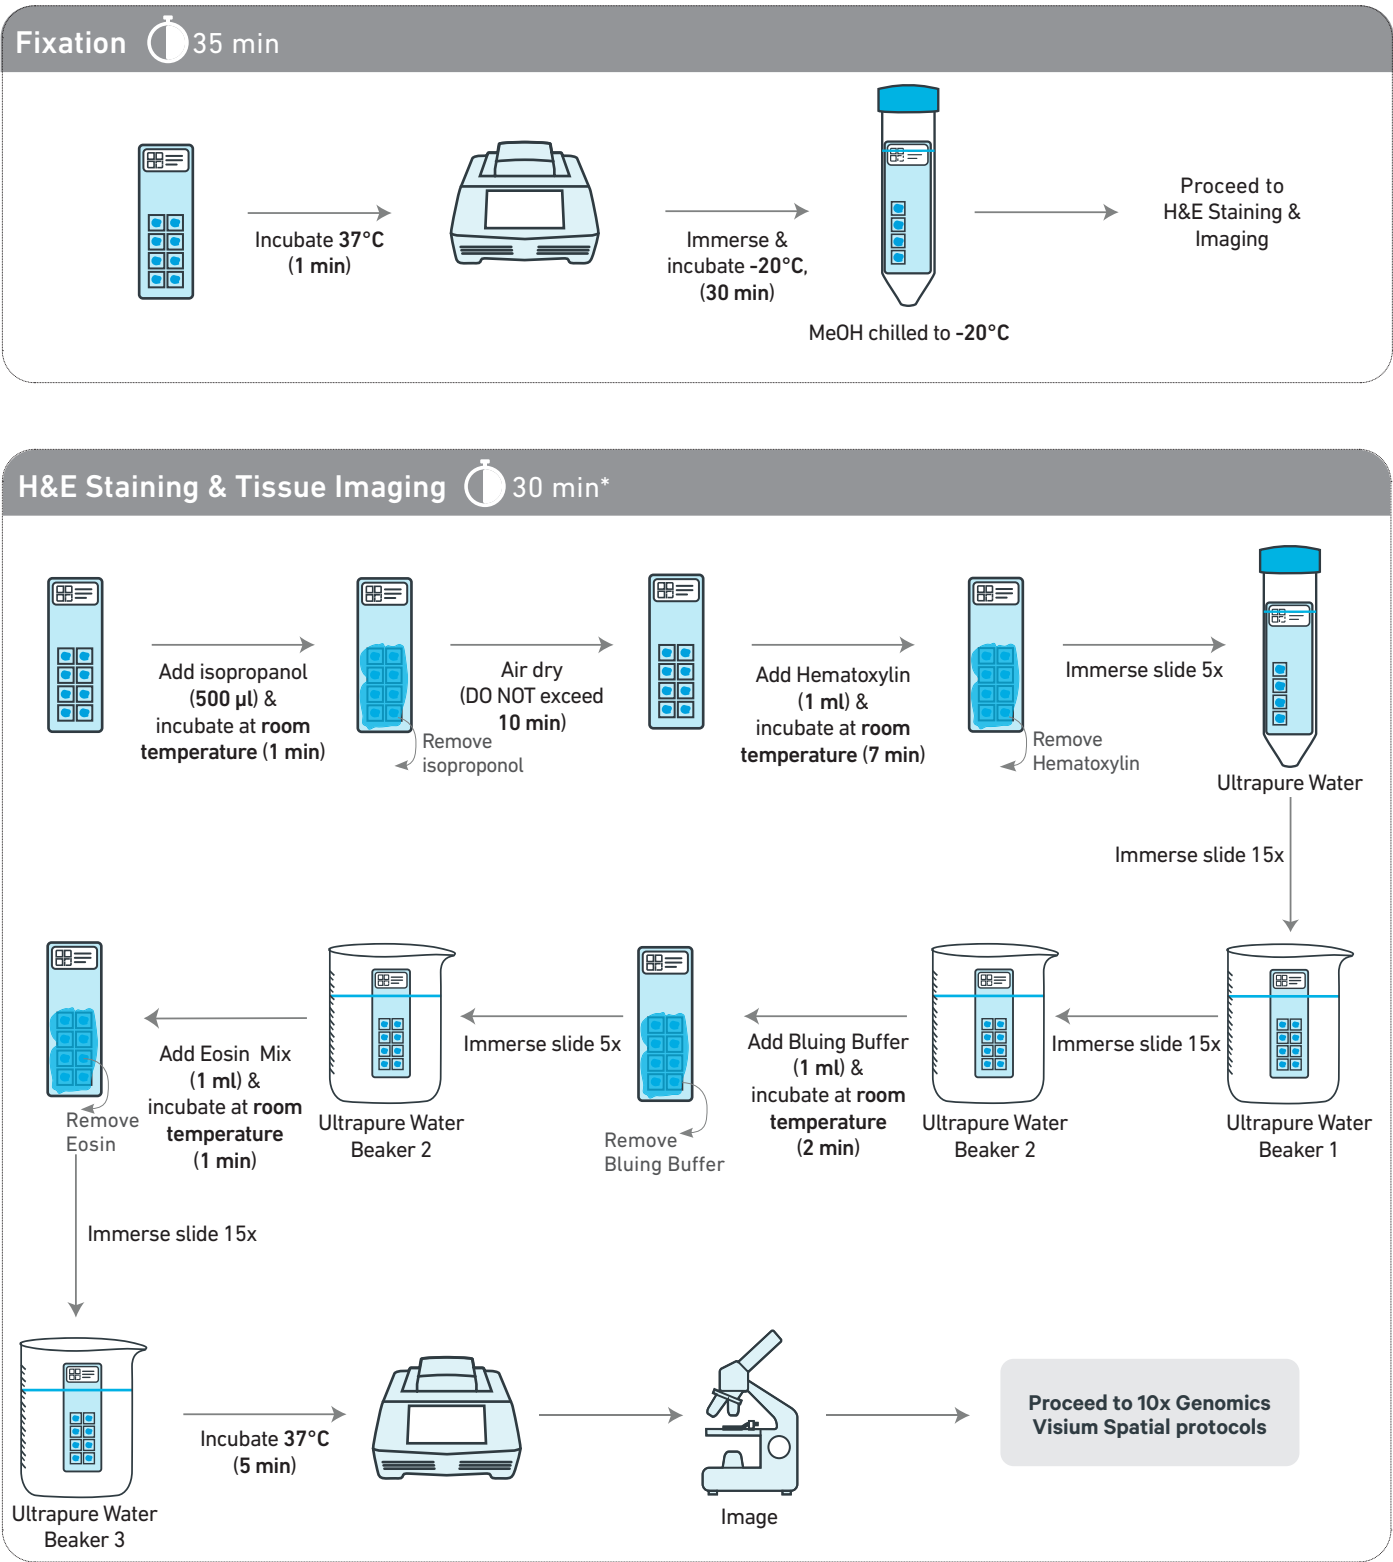 Fixation 35 min
Incubate 37°C
(1 min)
Immerse &
incubate -20°C,
(30 min)
MeOH chilled to -20°C
Proceed to
H&E Staining &
Imaging
H&E Staining & Tissue Imaging 30 min*
Add isopropanol
(500 µl) &
incubate at room
temperature (1 min)
Remove
isoproponol
Air dry
(DO NOT exceed
10 min)
Add Hematoxylin
(1 ml) &
incubate at room
temperature (7 min)
Remove
Hematoxylin
Immerse slide 5x
Ultrapure Water
Immerse slide 15x
Ultrapure Water
Beaker 1
Immerse slide 15x
Ultrapure Water
Beaker 2
Add Bluing Buffer
(1 ml) &
incubate at room
temperature
(2 min)
Remove
Bluing Buffer
Immerse slide 5x
Ultrapure Water
Beaker 2
Add Eosin Mix
(1 ml) &
incubate at room
temperature
(1 min)
Remove
Eosin
Immerse slide 15x
Ultrapure Water
Beaker 3
Incubate 37°C
(5 min)
Image
Proceed to 10x Genomics
Visium Spatial protocols